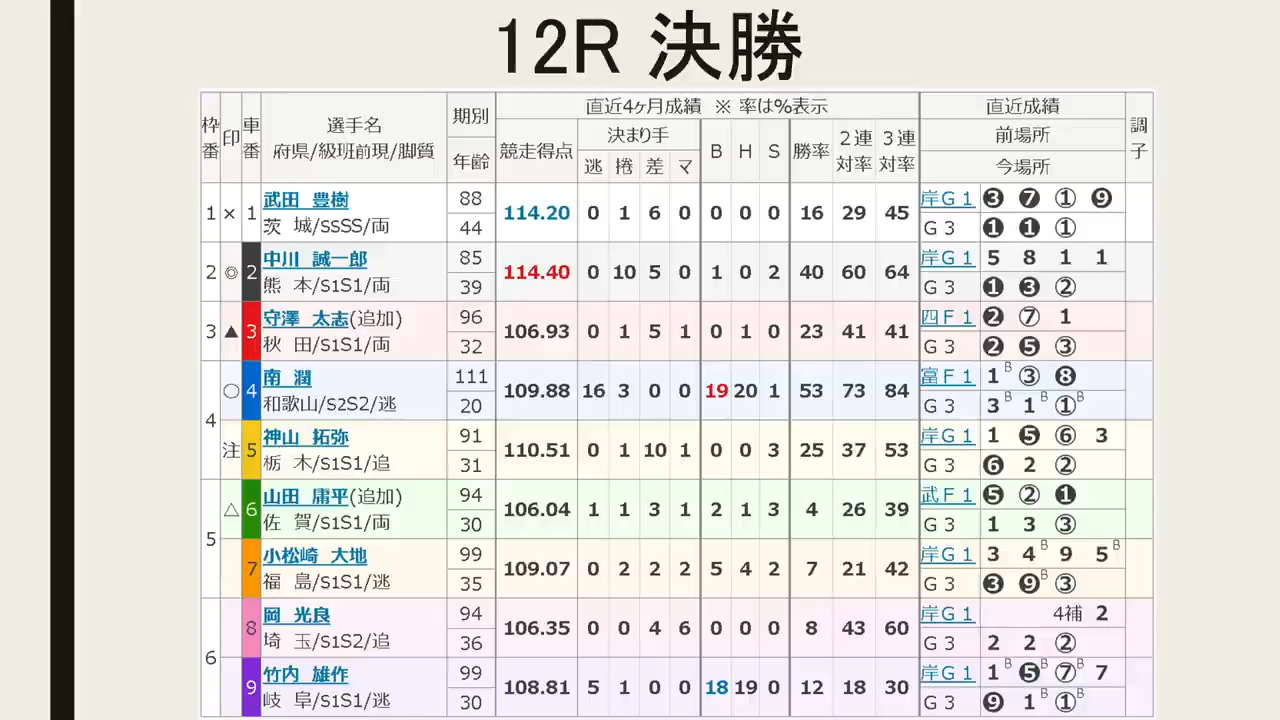 12R 決勝
枠番 印 車番 選手名 府県/級班前現/脚質 期別 年齢 競走得点 直近4ヶ月成績 ※ 率は%表示 直近成績 調子
決まり手 逃 捲 差 マ B H S 勝率 2連対率 3連対率 前場所 今場所
1 × 1 武田 豊樹 88 114.20 0 1 6 0 0 0 0 16 29 45 岸G1 ❸ ❼ ① ❾
茨 城/SSSS/両 44 G3 ❶ ❶ ①
2 ◎ 2 中川 誠一郎 85 114.40 0 10 5 0 1 0 2 40 60 64 岸G1 5 8 1 1
熊 本/S1S1/両 39 G3 ❶ ❸ ②
3 ▲ 3 守澤 太志(追加) 96 106.93 0 1 5 1 0 1 0 23 41 41 四F1 ❷ ⑦ 1
秋 田/S1S1/両 32 G3 ❷ ❺ ③
4 ○ 4 南 潤 111 109.88 16 3 0 0 19 20 1 53 73 84 富F1 1B ③ ❽
和歌山/S2S2/逃 20 G3 3B 1B ①B
注 5 神山 拓弥 91 110.51 0 1 10 1 0 0 3 25 37 53 岸G1 1 ❺ ⑥ 3
栃 木/S1S1/追 31 G3 ❻ 2 ②
5 △ 6 山田 庸平(追加) 94 106.04 1 1 3 1 2 1 3 4 26 39 武F1 ❺ ② ❶
佐 賀/S1S1/両 30 G3 1 3 ③
7 小松崎 大地 99 109.07 0 2 2 2 5 4 2 7 21 42 岸G1 3 4B 9 5B
福 島/S1S1/逃 35 G3 ❸ ❾B ③
6 8 岡 光良 94 106.35 0 0 4 6 0 0 0 8 43 60 岸G1 4補 2
埼 玉/S1S2/追 36 G3 2 2 ②
9 竹内 雄作 99 108.81 5 1 0 0 18 19 0 12 18 30 岸G1 1B ❺B ⑦B 7
岐 阜/S1S1/逃 30 G3 ❾ 1B ①B